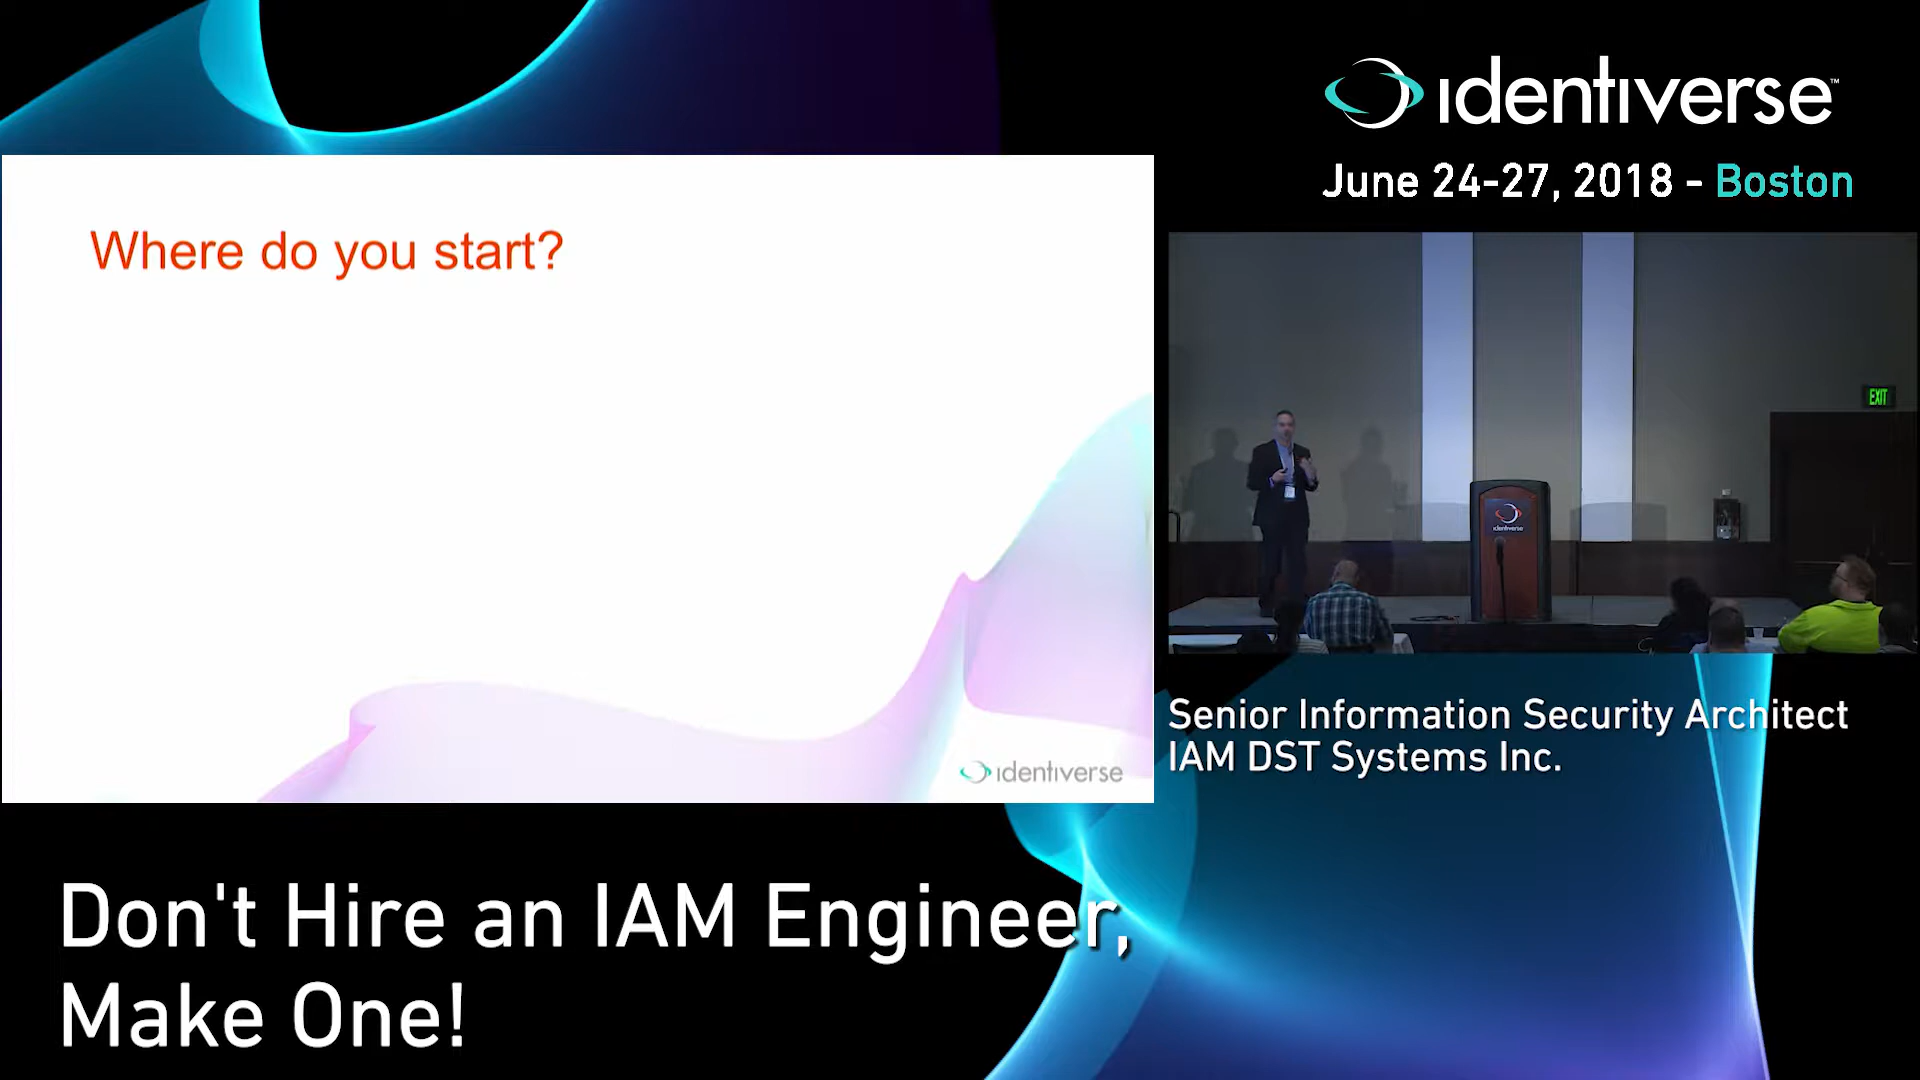 identiverse™
June 24-27, 2018 - Boston
Where do you start?
identiverse
EXIT
identiverse
Senior Information Security Architect
IAM DST Systems Inc.
Don't Hire an IAM Engineer,
Make One!